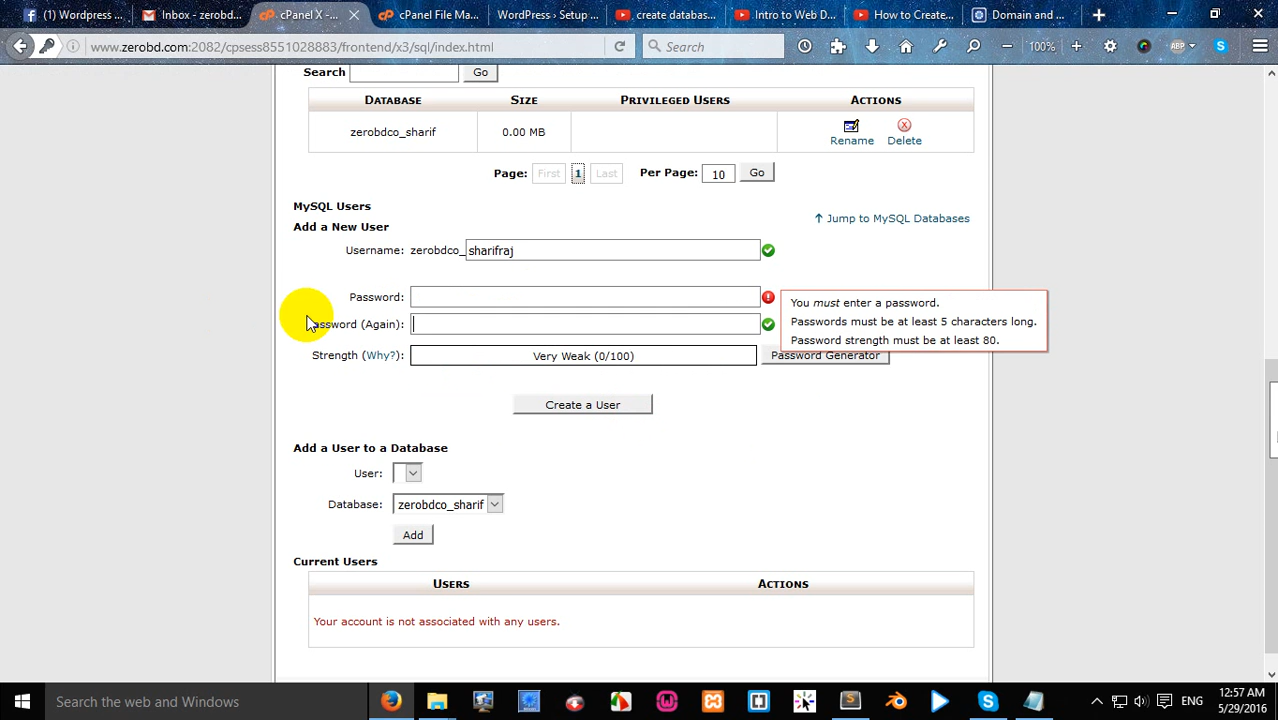 (1) Wordpress ...
Inbox - zerobd...
cPanel X -...
cPanel File Ma...
WordPress › Setup ...
create databas...
Intro to Web D...
How to Create...
Domain and ...
www.zerobd.com:2082/cpsess8551028883/frontend/x3/sql/index.html
Search
100%
ABP
Search
Go
DATABASE SIZE PRIVILEGED USERS ACTIONS
zerobdco_sharif 0.00 MB Rename Delete
Page: First 1 Last Per Page: 10 Go
MySQL Users
Jump to MySQL Databases
Add a New User
Username: zerobdco_ sharifraj
Password:
You must enter a password.
Passwords must be at least 5 characters long.
Password strength must be at least 80.
(Again):
Strength (Why?): Very Weak (0/100) Password Generator
Create a User
Add a User to a Database
User:
Database: zerobdco_sharif
Add
Current Users
USERS ACTIONS
Your account is not associated with any users.
Search the web and Windows
ENG
12:57 AM
5/29/2016